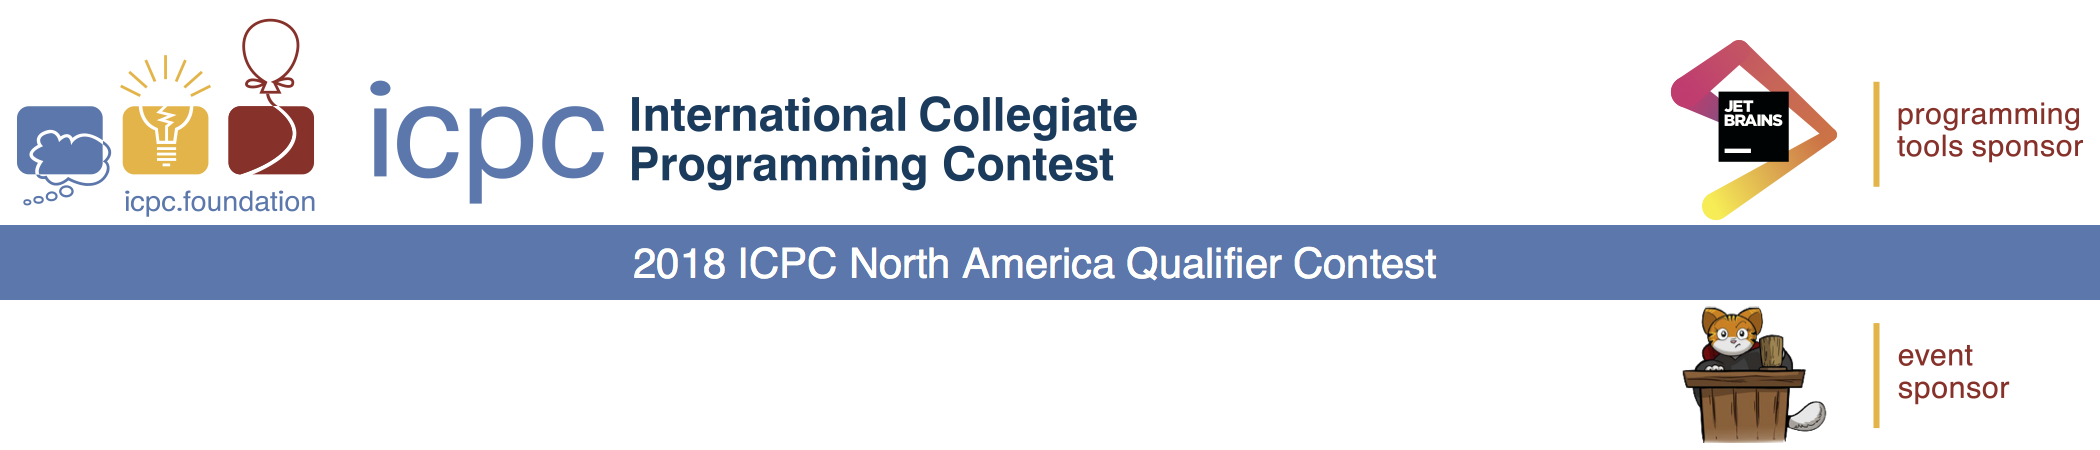 icpc.foundation
icpc
International Collegiate
Programming Contest
JET
BRAINS
programming
tools sponsor
2018 ICPC North America Qualifier Contest
event
sponsor